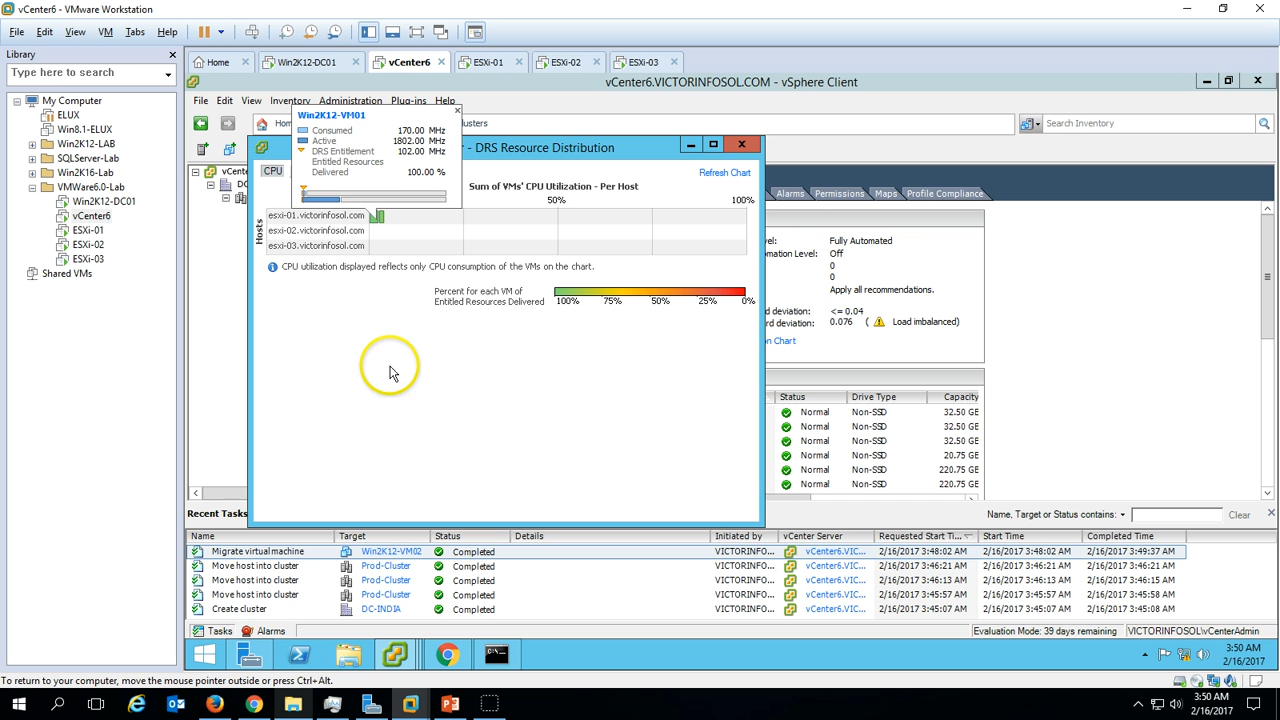 vCenter6 - VMware Workstation
File Edit View VM Tabs Help
Library
Type here to search
My Computer
ELUX
Win8.1-ELUX
Win2K12-LAB
SQLServer-Lab
Win2K16-Lab
VMWare6.0-Lab
Win2K12-DC01
vCenter6
ESXi-01
ESXi-02
ESXi-03
Shared VMs
Home Win2K12-DC01 vCenter6 ESXi-01 ESXi-02 ESXi-03
vCenter6.VICTORINFOSOL.COM - vSphere Client
File Edit View Inventory Administration Plug-ins Help
Search Inventory
Win2K12-VM01
Consumed 170.00 MHz
Active 1802.00 MHz
DRS Entitlement 102.00 MHz
Entitled Resources
Delivered 100.00 %
- DRS Resource Distribution
CPU
Refresh Chart
Sum of VMs' CPU Utilization - Per Host
50% 100%
Hosts
esxi-01.victorinfosol.com
esxi-02.victorinfosol.com
esxi-03.victorinfosol.com
CPU utilization displayed reflects only CPU consumption of the VMs on the chart.
Percent for each VM of
Entitled Resources Delivered
100% 75% 50% 25% 0%
Alarms Permissions Maps Profile Compliance
Fully Automated
Off
0
0
Apply all recommendations.
<= 0.04
0.076 ( Load imbalanced)
Status Drive Type Capacity
Normal Non-SSD 32.50 GE
Normal Non-SSD 32.50 GE
Normal Non-SSD 32.50 GE
Normal Non-SSD 20.75 GE
Normal Non-SSD 220.75 GE
Normal Non-SSD 220.75 GE
Recent Tasks
Name, Target or Status contains: Clear
Name Target Status Details Initiated by vCenter Server Requested Start Ti... Start Time Completed Time
Migrate virtual machine Win2K12-VM02 Completed VICTORINFO... vCenter6.VIC... 2/16/2017 3:48:02 AM 2/16/2017 3:48:02 AM 2/16/2017 3:49:37 AM
Move host into cluster Prod-Cluster Completed VICTORINFO... vCenter6.VIC... 2/16/2017 3:46:21 AM 2/16/2017 3:46:21 AM 2/16/2017 3:46:21 AM
Move host into cluster Prod-Cluster Completed VICTORINFO... vCenter6.VIC... 2/16/2017 3:46:13 AM 2/16/2017 3:46:13 AM 2/16/2017 3:46:15 AM
Move host into cluster Prod-Cluster Completed VICTORINFO... vCenter6.VIC... 2/16/2017 3:45:57 AM 2/16/2017 3:45:57 AM 2/16/2017 3:45:58 AM
Create cluster DC-INDIA Completed VICTORINFO... vCenter6.VIC... 2/16/2017 3:45:07 AM 2/16/2017 3:45:07 AM 2/16/2017 3:45:08 AM
Tasks Alarms
Evaluation Mode: 39 days remaining VICTORINFOSOL\vCenterAdmin
3:50 AM
2/16/2017
To return to your computer, move the mouse pointer outside or press Ctrl+Alt.
3:50 AM
2/16/2017